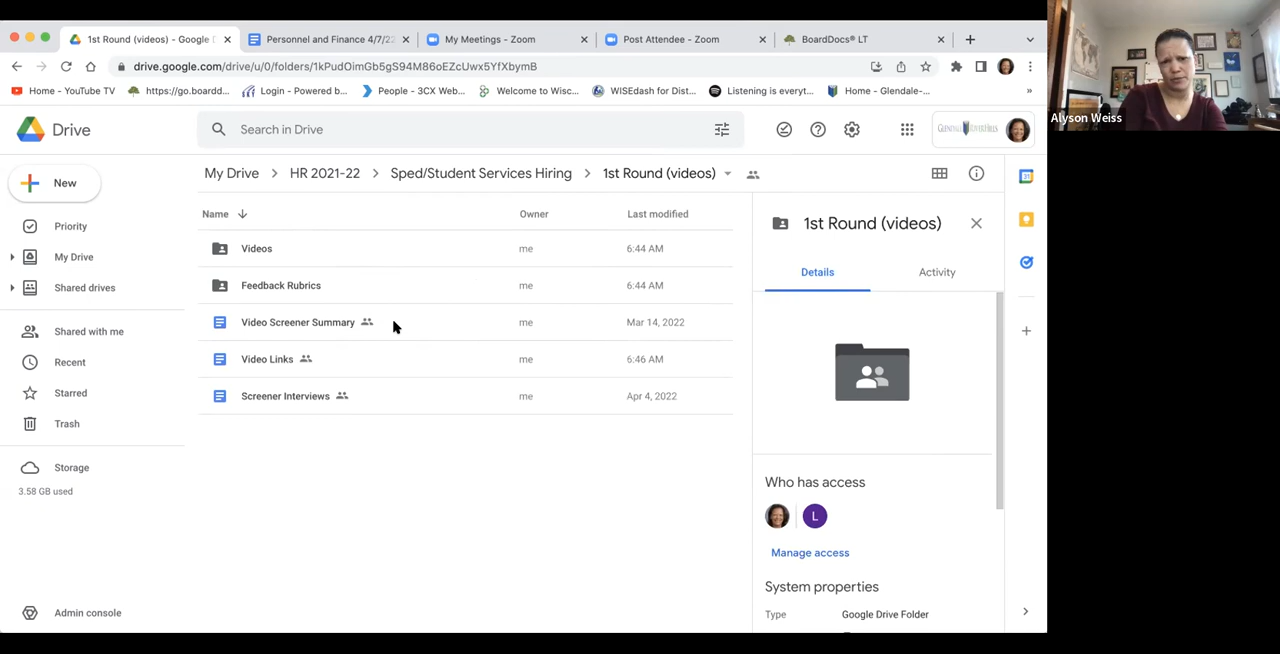 1st Round (videos) - Google D
Personnel and Finance 4/7/22
My Meetings - Zoom
Post Attendee - Zoom
BoardDocs® LT
drive.google.com/drive/u/0/folders/1kPudOimGb5gS94M86oEZcUwx5YfXbymB
Home - YouTube TV
https://go.boardd...
Login - Powered b...
People - 3CX Web...
Welcome to Wisc...
WISEdash for Dist...
Listening is everyt...
Home - Glendale-...
»
Alyson Weiss
Drive
Search in Drive
New
My Drive > HR 2021-22 > Sped/Student Services Hiring > 1st Round (videos)
Priority
My Drive
Shared drives
Shared with me
Recent
Starred
Trash
Storage
3.58 GB used
Admin console
Name
Owner
Last modified
Videos
me
6:44 AM
Feedback Rubrics
me
6:44 AM
Video Screener Summary
me
Mar 14, 2022
Video Links
me
6:46 AM
Screener Interviews
me
Apr 4, 2022
1st Round (videos)
Details
Activity
Who has access
L
Manage access
System properties
Type
Google Drive Folder
31